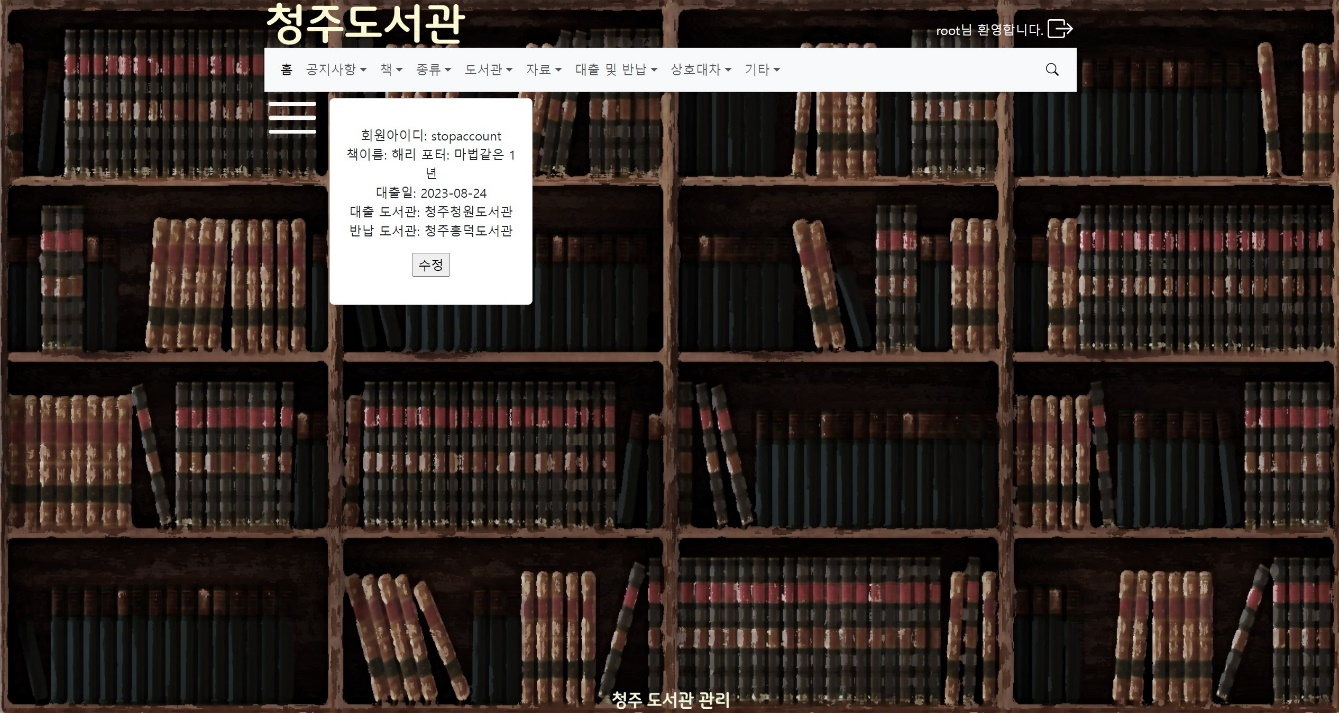 청주도서관
root님 환영합니다.
홈 공지사항 책 종류 도서관 자료 대출 및 반납 상호대차 기타
회원아이디: stopaccount
책이름: 해리 포터: 마법같은 1
년
대출일: 2023-08-24
대출 도서관: 청주청원도서관
반납 도서관: 청주흥덕도서관
수정
청주 도서관 관리